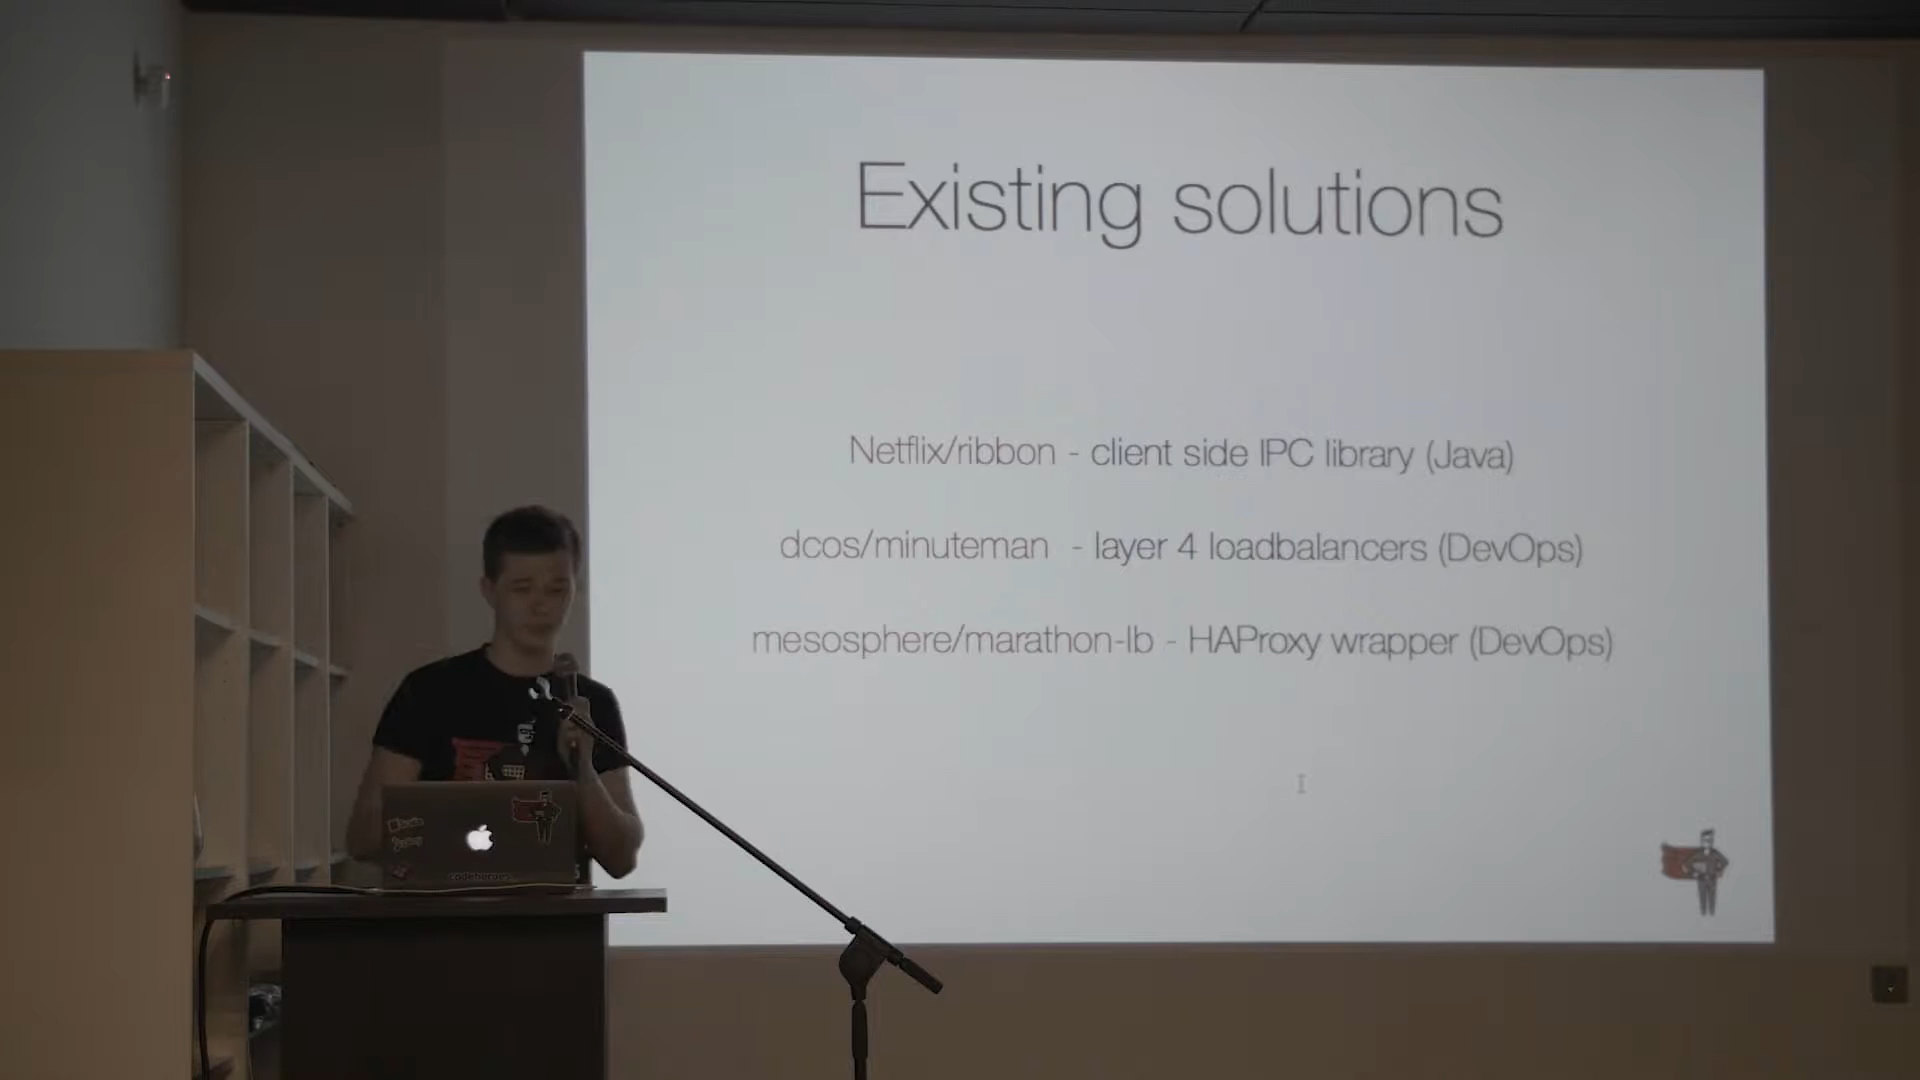 Existing solutions
Netflix/ribbon - client side IPC library (Java)
dcos/minuteman - layer 4 loadbalancers (DevOps)
mesosphere/marathon-lb - HAProxy wrapper (DevOps)
codeheroes